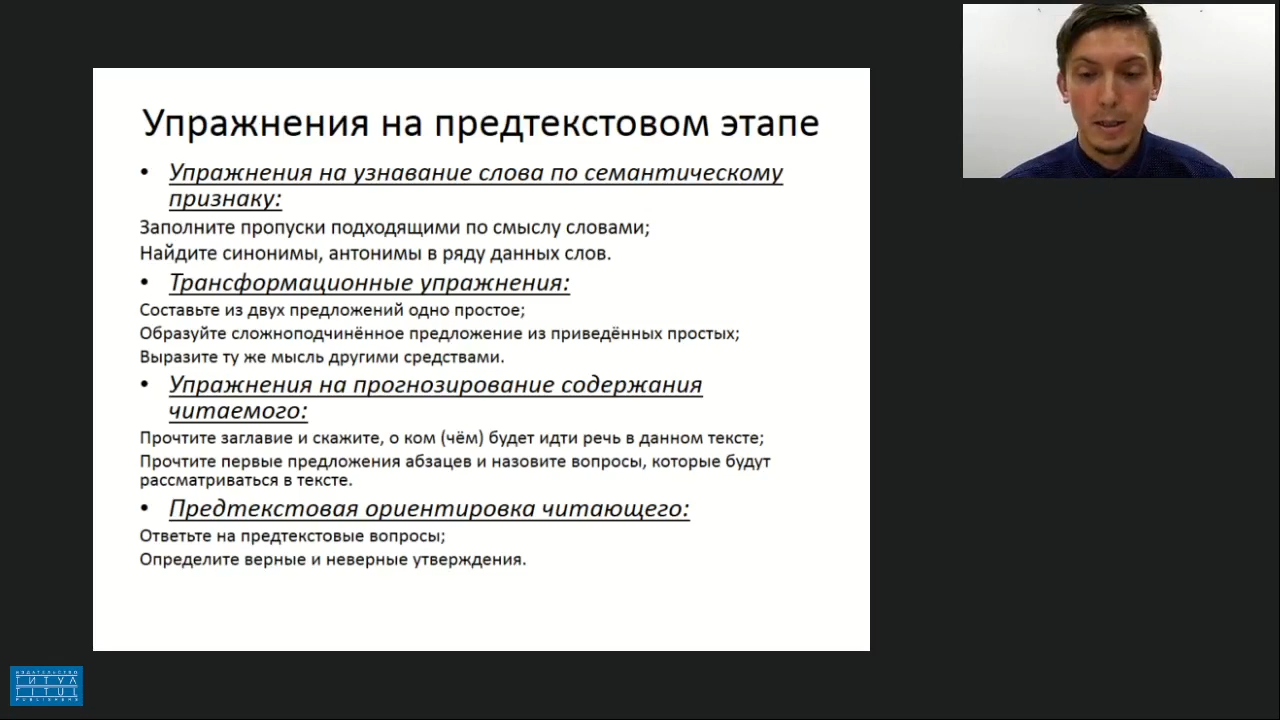 Упражнения на предтекстовом этапе
• Упражнения на узнавание слова по семантическому
признаку:
Заполните пропуски подходящими по смыслу словами;
Найдите синонимы, антонимы в ряду данных слов.
• Трансформационные упражнения:
Составьте из двух предложений одно простое;
Образуйте сложноподчинённое предложение из приведённых простых;
Выразите ту же мысль другими средствами.
• Упражнения на прогнозирование содержания
читаемого:
Прочтите заглавие и скажите, о ком (чём) будет идти речь в данном тексте;
Прочтите первые предложения абзацев и назовите вопросы, которые будут
рассматриваться в тексте.
• Предтекстовая ориентировка читающего:
Ответьте на предтекстовые вопросы;
Определите верные и неверные утверждения.
ИЗДАТЕЛЬСТВО
ТИТУЛ
TITUL
PUBLISHERS